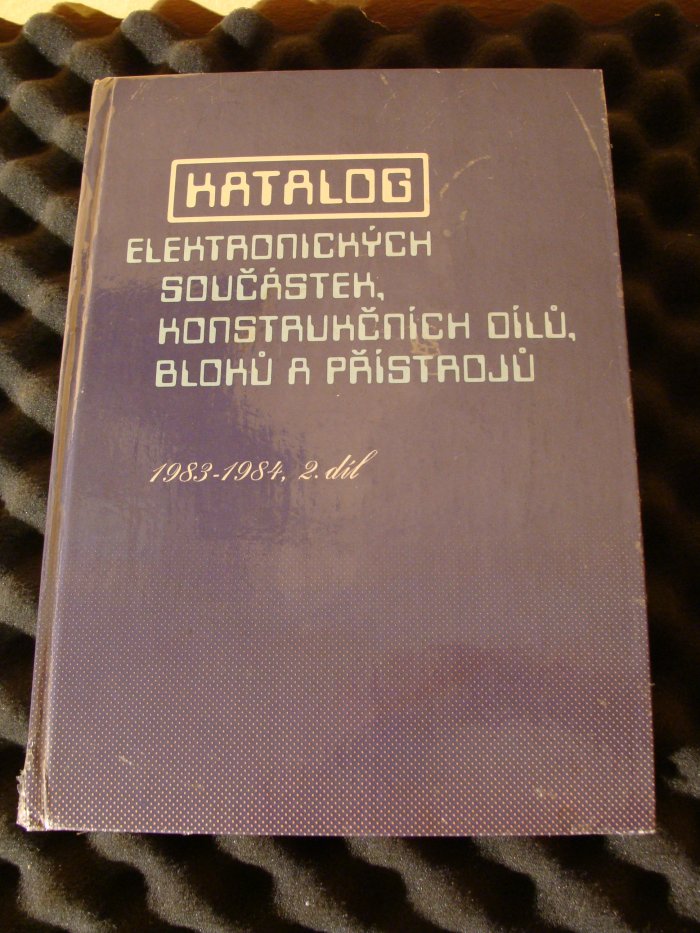 KATALOG
ELEKTRONICKÝCH
SOUČÁSTEK,
KONSTRUKČNÍCH DÍLŮ,
BLOKŮ A PŘÍSTROJŮ
1983-1984, 2. díl